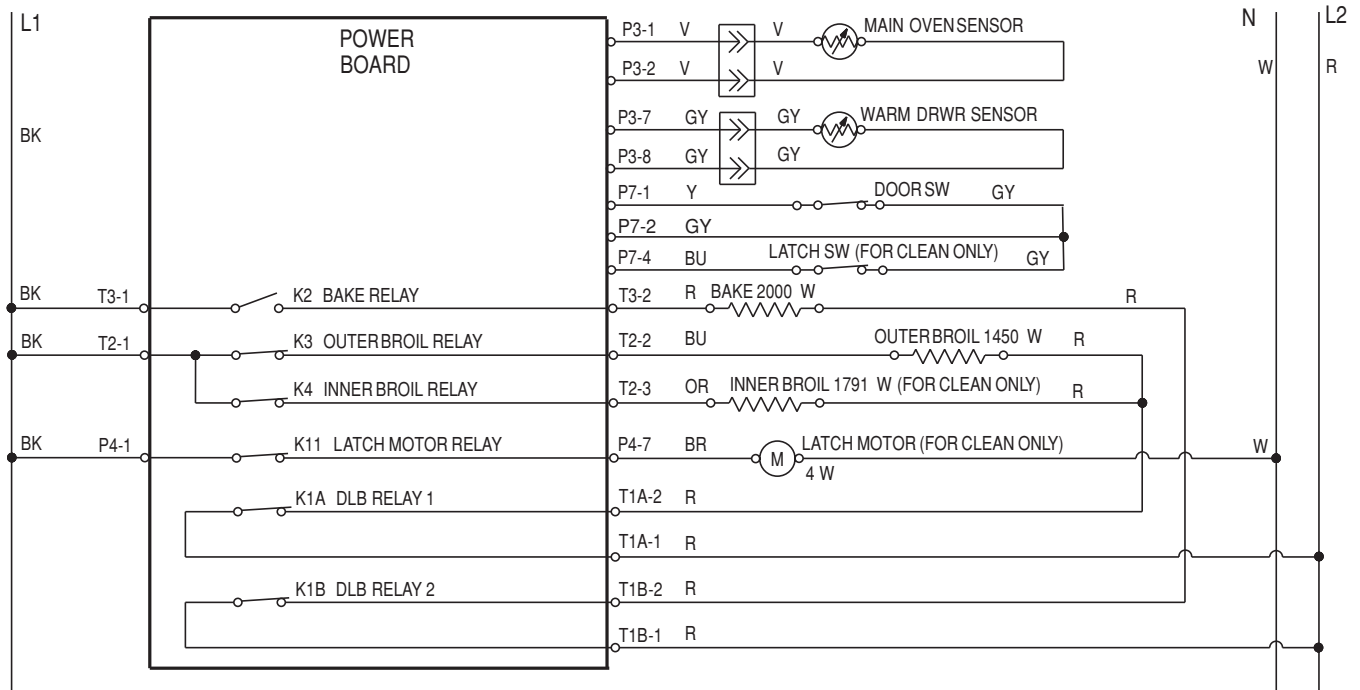 L1
POWER
BOARD
P3-1 V V MAIN OVEN SENSOR
N L2
P3-2 V V
W R
BK
P3-7 GY GY WARM DRWR SENSOR
P3-8 GY GY
P7-1 Y DOOR SW GY
P7-2 GY
P7-4 BU LATCH SW (FOR CLEAN ONLY) GY
BK T3-1 K2 BAKE RELAY T3-2 R BAKE 2000 W R
BK T2-1 K3 OUTER BROIL RELAY T2-2 BU OUTER BROIL 1450 W R
K4 INNER BROIL RELAY T2-3 OR INNER BROIL 1791 W (FOR CLEAN ONLY) R
BK P4-1 K11 LATCH MOTOR RELAY P4-7 BR M LATCH MOTOR (FOR CLEAN ONLY) W
4 W
K1A DLB RELAY 1 T1A-2 R
T1A-1 R
K1B DLB RELAY 2 T1B-2 R
T1B-1 R